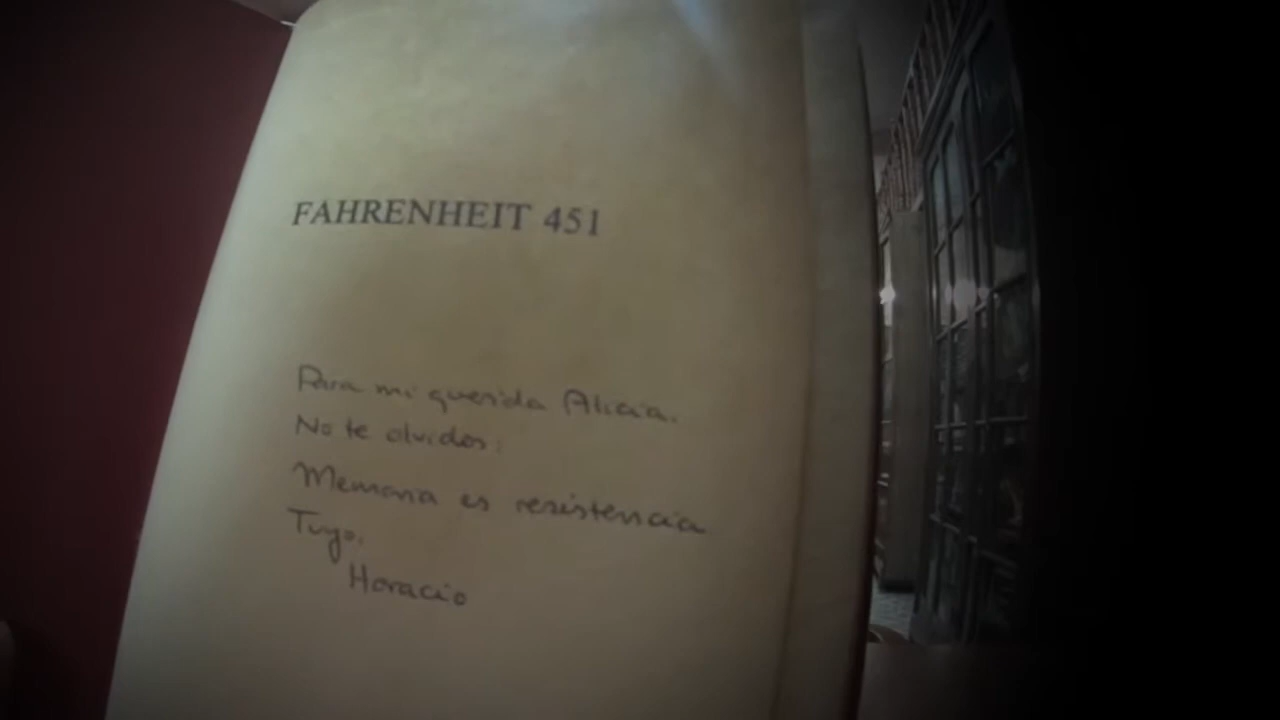 FAHRENHEIT 451
Para mi querida Alicia.
No te olvides:
Memoria es resistencia
Tuyo,
Horacio